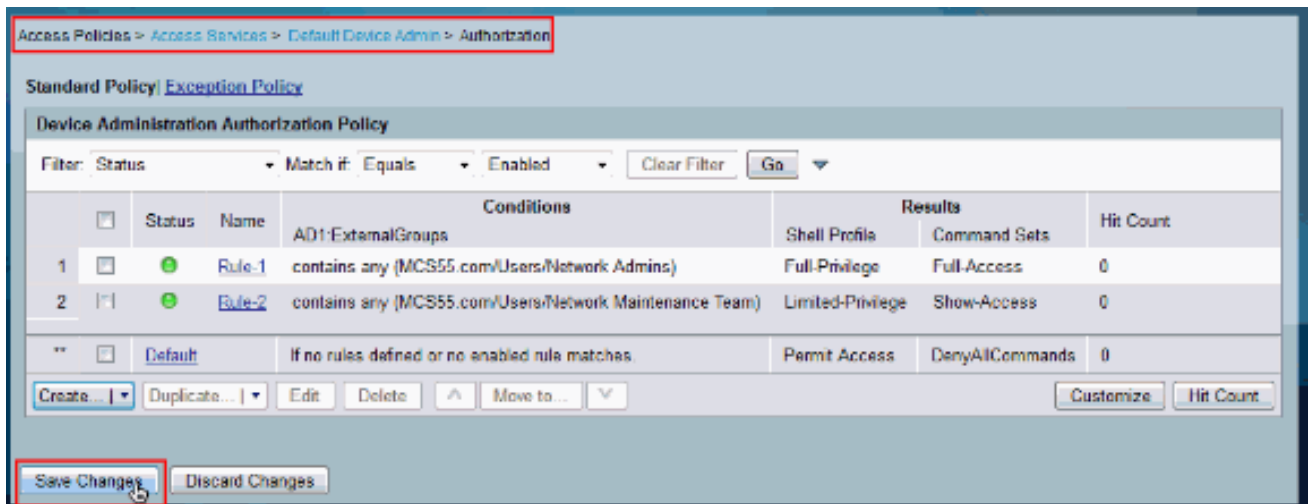 Access Policies > Access Services > Default Device Admin > Authorization
Standard Policy| Exception Policy
Device Administration Authorization Policy
Filter: Status Match if: Equals Enabled Clear Filter Go
Status Name Conditions Results Hit Count
AD1:ExternalGroups Shell Profile Command Sets
1 Rule-1 contains any (MCS55.com/Users/Network Admins) Full-Privilege Full-Access 0
2 Rule-2 contains any (MCS55.com/Users/Network Maintenance Team) Limited-Privilege Show-Access 0
** Default If no rules defined or no enabled rule matches. Permit Access DenyAllCommands 0
Create... | Duplicate... | Edit Delete Move to... Customize Hit Count
Save Changes Discard Changes